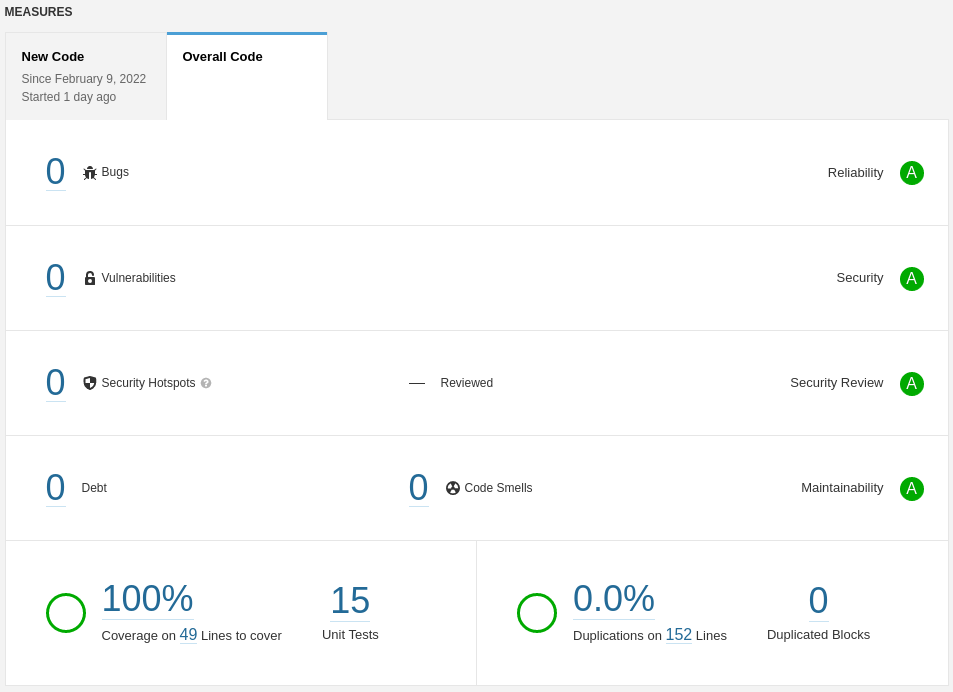 MEASURES
New Code
Since February 9, 2022
Started 1 day ago
Overall Code
0 Bugs Reliability A
0 Vulnerabilities Security A
0 Security Hotspots ? — Reviewed Security Review A
0 Debt 0 Code Smells Maintainability A
100%
Coverage on 49 Lines to cover
15
Unit Tests
0.0%
Duplications on 152 Lines
0
Duplicated Blocks